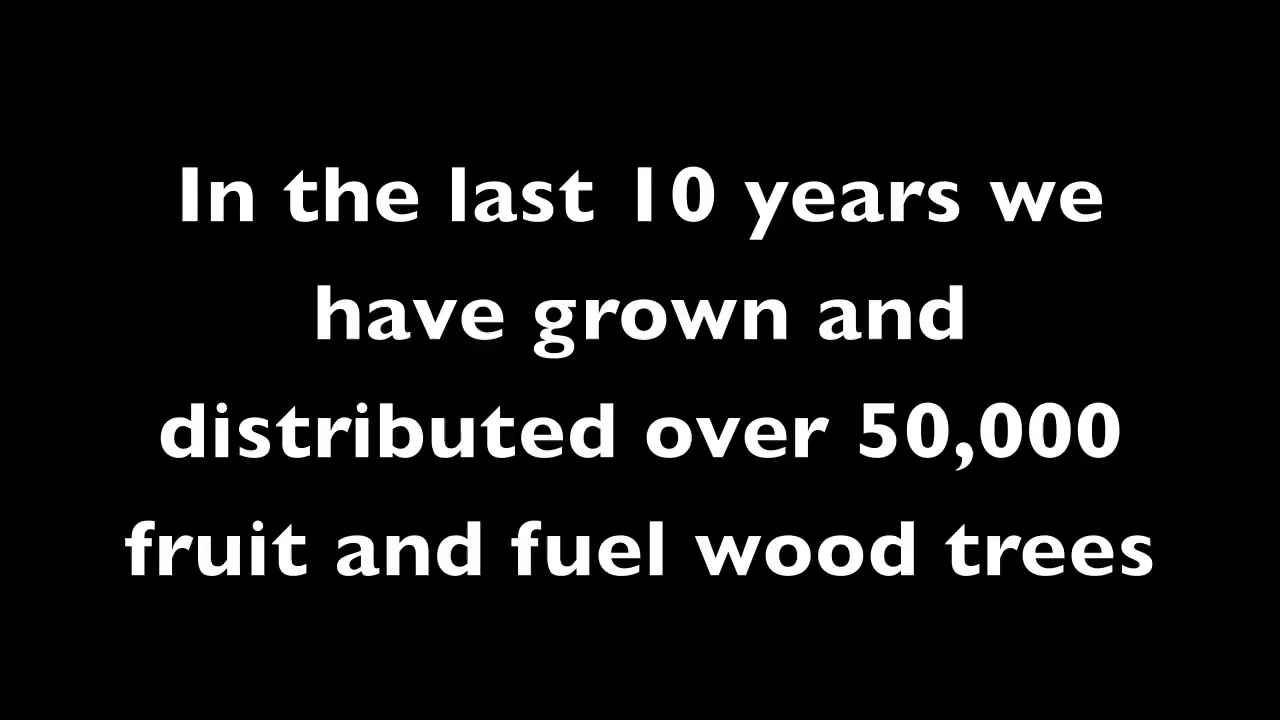 In the last 10 years we
have grown and
distributed over 50,000
fruit and fuel wood trees